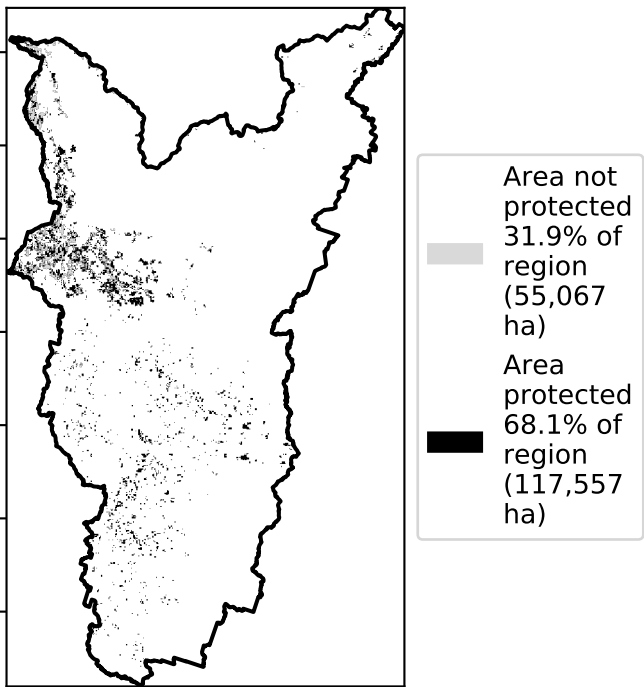 Area not
protected
31.9% of
region
(55,067
ha)
Area
protected
68.1% of
region
(117,557
ha)